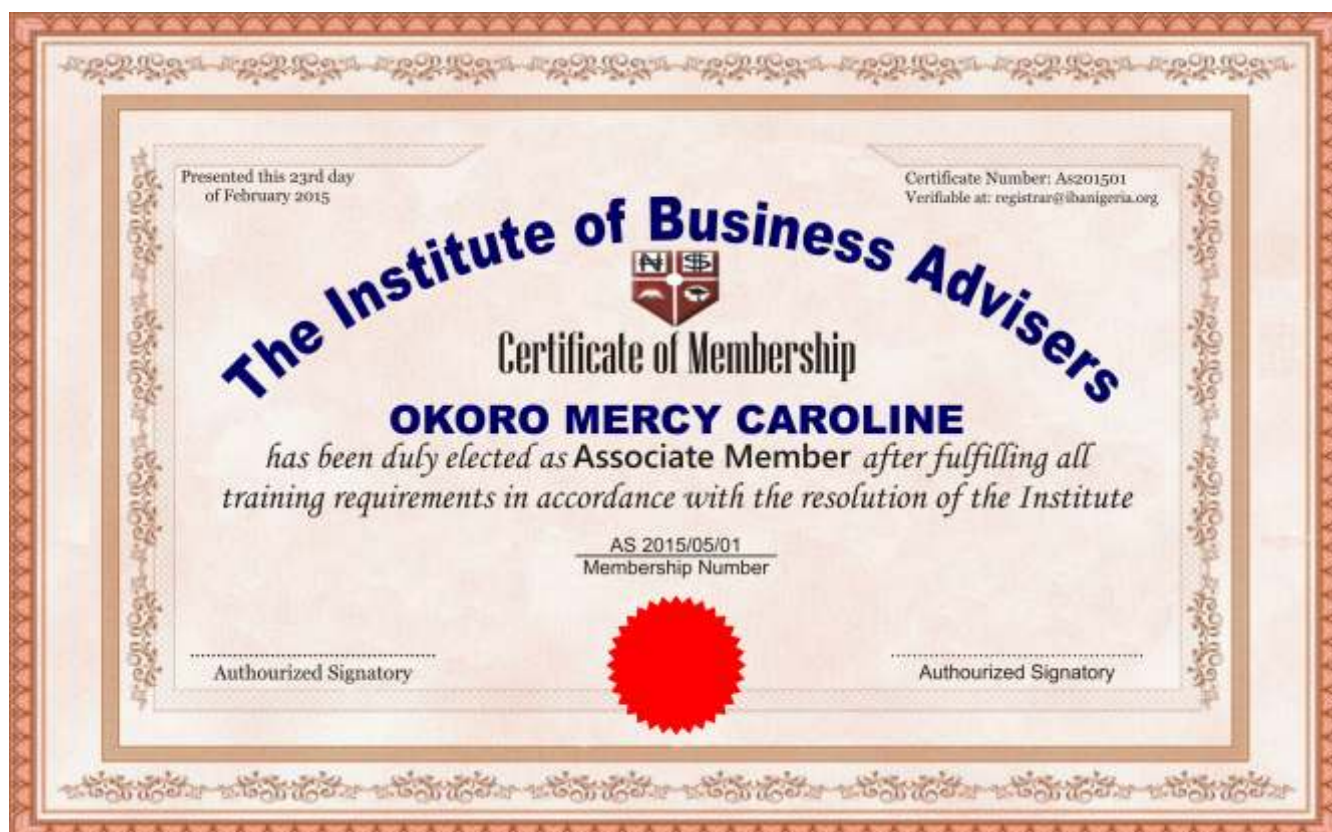 Presented this 23rd day
of February 2015
Certificate Number: As201501
Verifiable at: registrar@ibanigeria.org
The Institute of Business Advisers
₦ $
Certificate of Membership
OKORO MERCY CAROLINE
has been duly elected as Associate Member after fulfilling all
training requirements in accordance with the resolution of the Institute
AS 2015/05/01
Membership Number
Authourized Signatory
Authourized Signatory